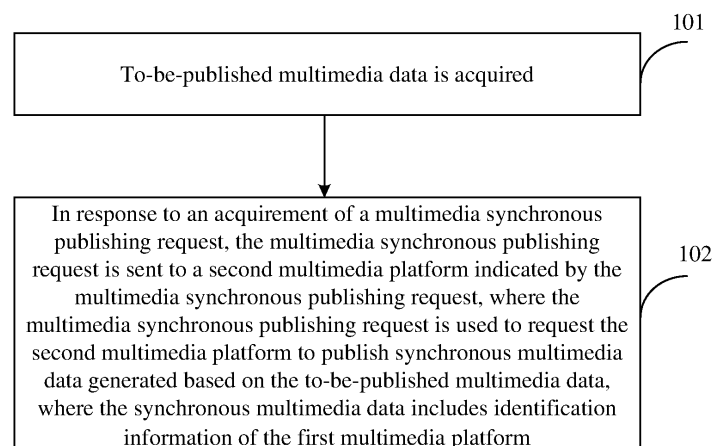 101
To-be-published multimedia data is acquired
In response to an acquirement of a multimedia synchronous
publishing request, the multimedia synchronous publishing
request is sent to a second multimedia platform indicated by the
multimedia synchronous publishing request, where the
multimedia synchronous publishing request is used to request the
second multimedia platform to publish synchronous multimedia
data generated based on the to-be-published multimedia data,
where the synchronous multimedia data includes identification
information of the first multimedia platform
102